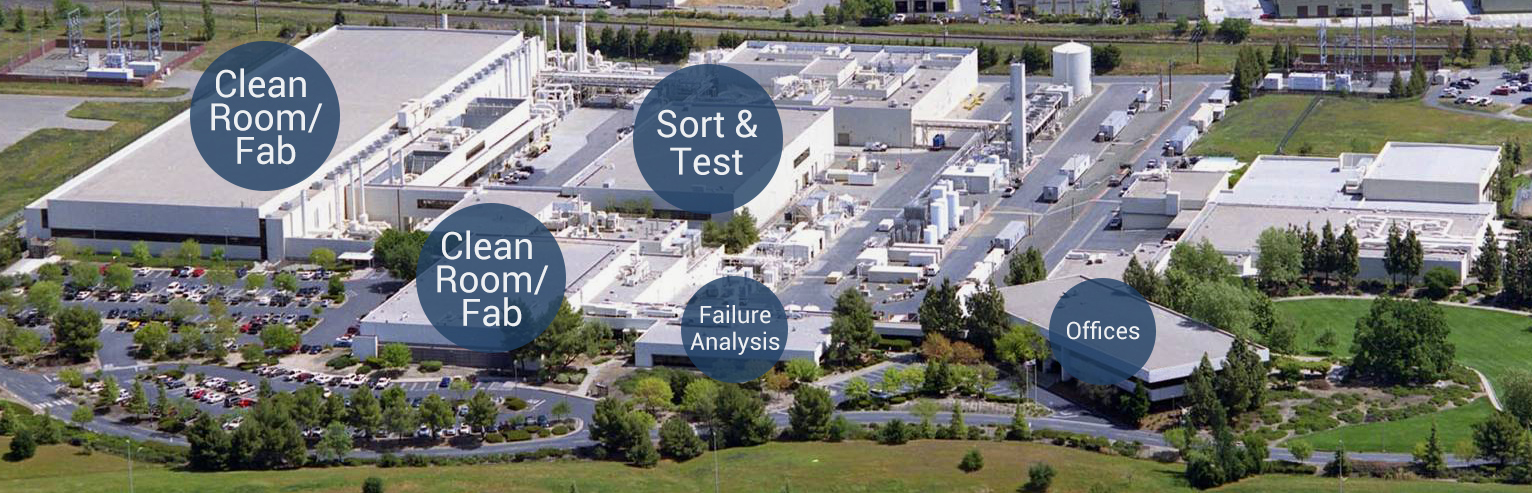 Clean
Room/
Fab
Sort &
Test
Clean
Room/
Fab
Failure
Analysis
Offices